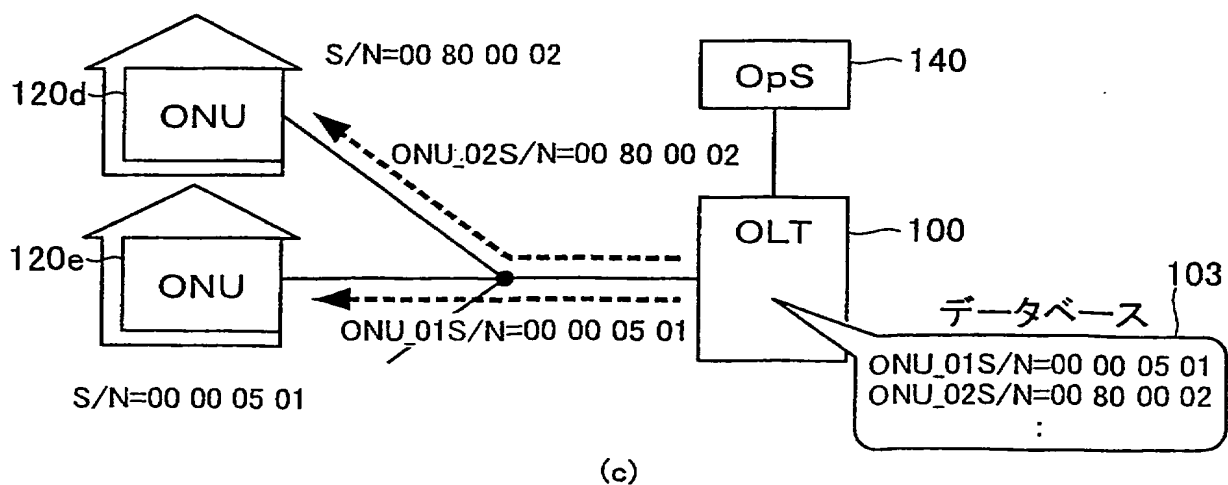 S/N=00 80 00 02
120d
ONU
ONU_02S/N=00 80 00 02
OpS
140
OLT
100
120e
ONU
ONU_01S/N=00 00 05 01
S/N=00 00 05 01
103
データベース
ONU_01S/N=00 00 05 01
ONU_02S/N=00 80 00 02
:
(c)